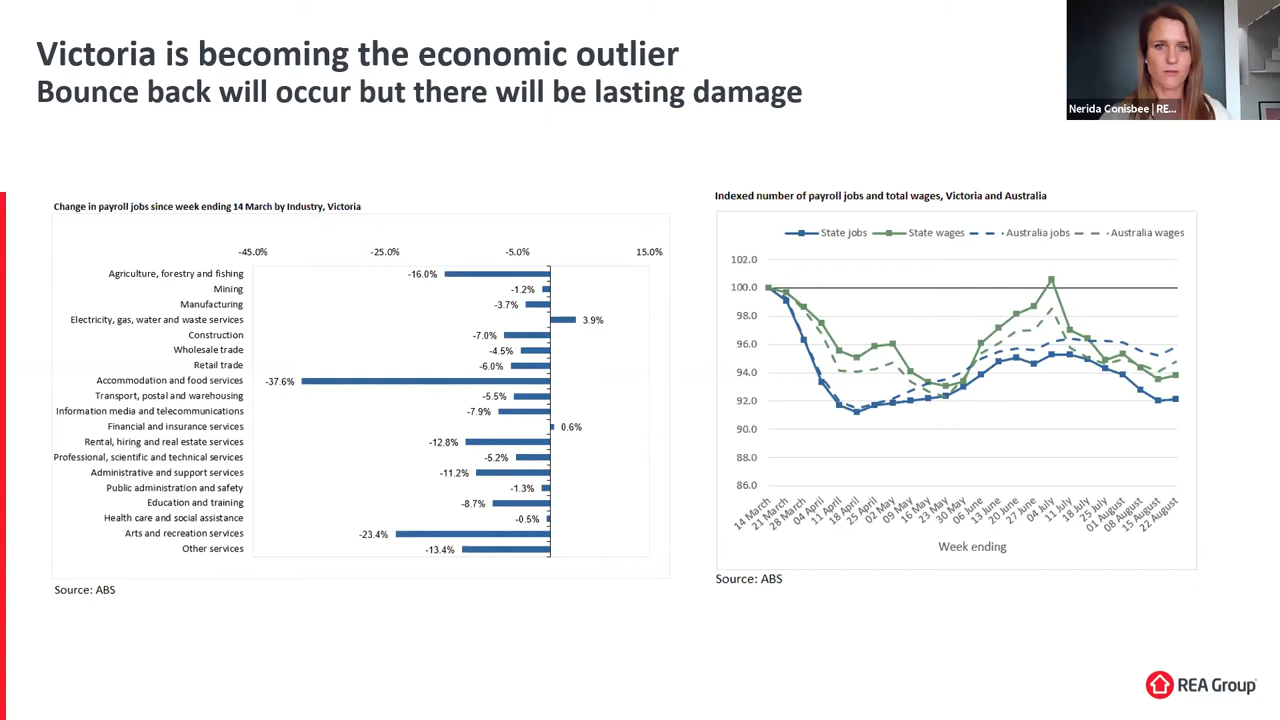 Victoria is becoming the economic outlier
Bounce back will occur but there will be lasting damage
Nerida Conisbee | RE...
Change in payroll jobs since week ending 14 March by Industry, Victoria
-45.0% -25.0% -5.0% 15.0%
Agriculture, forestry and fishing -16.0%
Mining -1.2%
Manufacturing -3.7%
Electricity, gas, water and waste services 3.9%
Construction -7.0%
Wholesale trade -4.5%
Retail trade -6.0%
Accommodation and food services -37.6%
Transport, postal and warehousing -5.5%
Information media and telecommunications -7.9%
Financial and insurance services 0.6%
Rental, hiring and real estate services -12.8%
Professional, scientific and technical services -5.2%
Administrative and support services -11.2%
Public administration and safety -1.3%
Education and training -8.7%
Health care and social assistance -0.5%
Arts and recreation services -23.4%
Other services -13.4%
Source: ABS
Indexed number of payroll jobs and total wages, Victoria and Australia
State jobs State wages Australia jobs Australia wages
102.0
100.0
98.0
96.0
94.0
92.0
90.0
88.0
86.0
14 March 21 March 28 March 04 April 11 April 18 April 25 April 02 May 09 May 16 May 23 May 30 May 06 June 13 June 20 June 27 June 04 July 11 July 18 July 25 July 01 August 08 August 15 August 22 August
Week ending
Source: ABS
REA Group